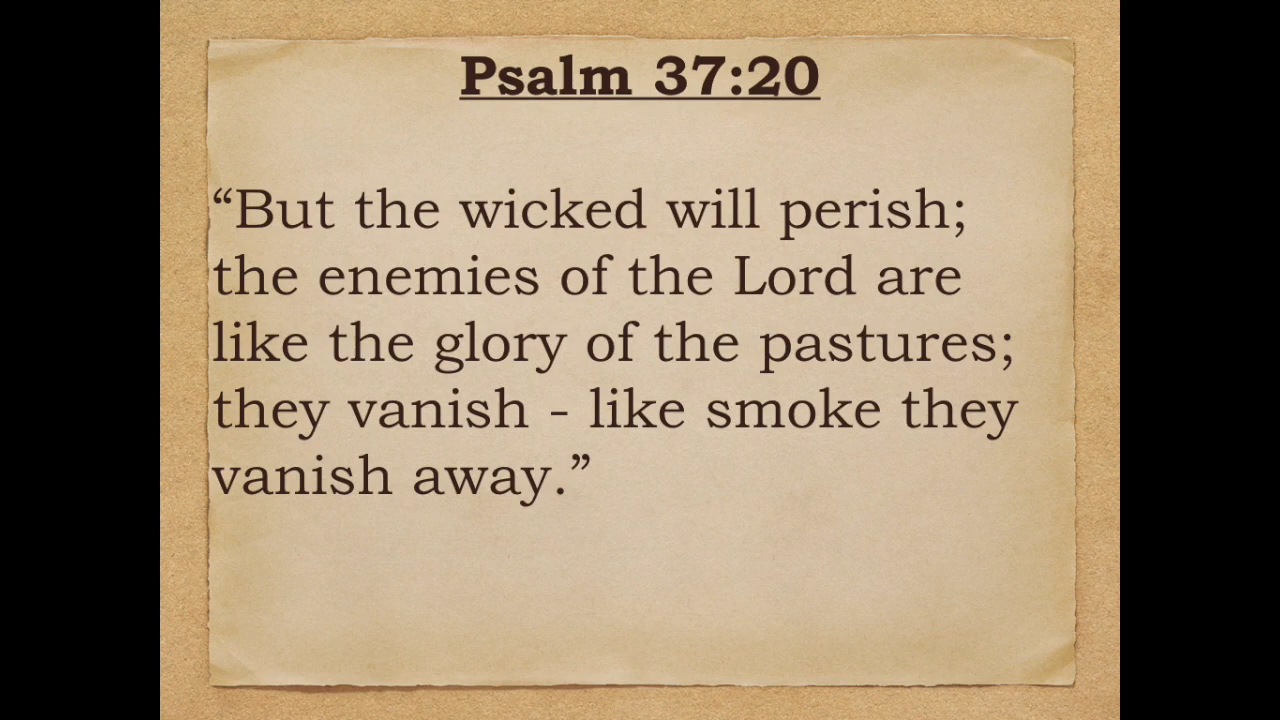 Psalm 37:20
“But the wicked will perish;
the enemies of the Lord are
like the glory of the pastures;
they vanish - like smoke they
vanish away.”